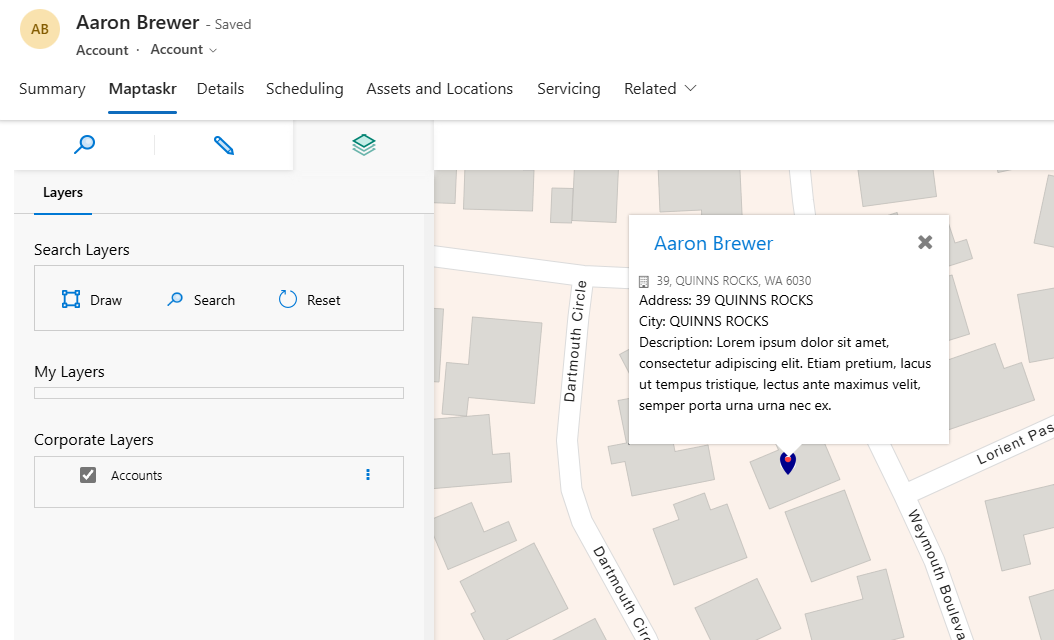 AB
Aaron Brewer - Saved
Account · Account
Summary Maptaskr Details Scheduling Assets and Locations Servicing Related
Layers
Search Layers
Draw Search Reset
My Layers
Corporate Layers
Accounts
Aaron Brewer
39, QUINNS ROCKS, WA 6030
Address: 39 QUINNS ROCKS
City: QUINNS ROCKS
Description: Lorem ipsum dolor sit amet,
consectetur adipiscing elit. Etiam pretium, lacus
ut tempus tristique, lectus ante maximus velit,
semper porta urna urna nec ex.
Dartmouth Circle
Lorient Pas
Weymouth Bouleva
Dartmouth Circ